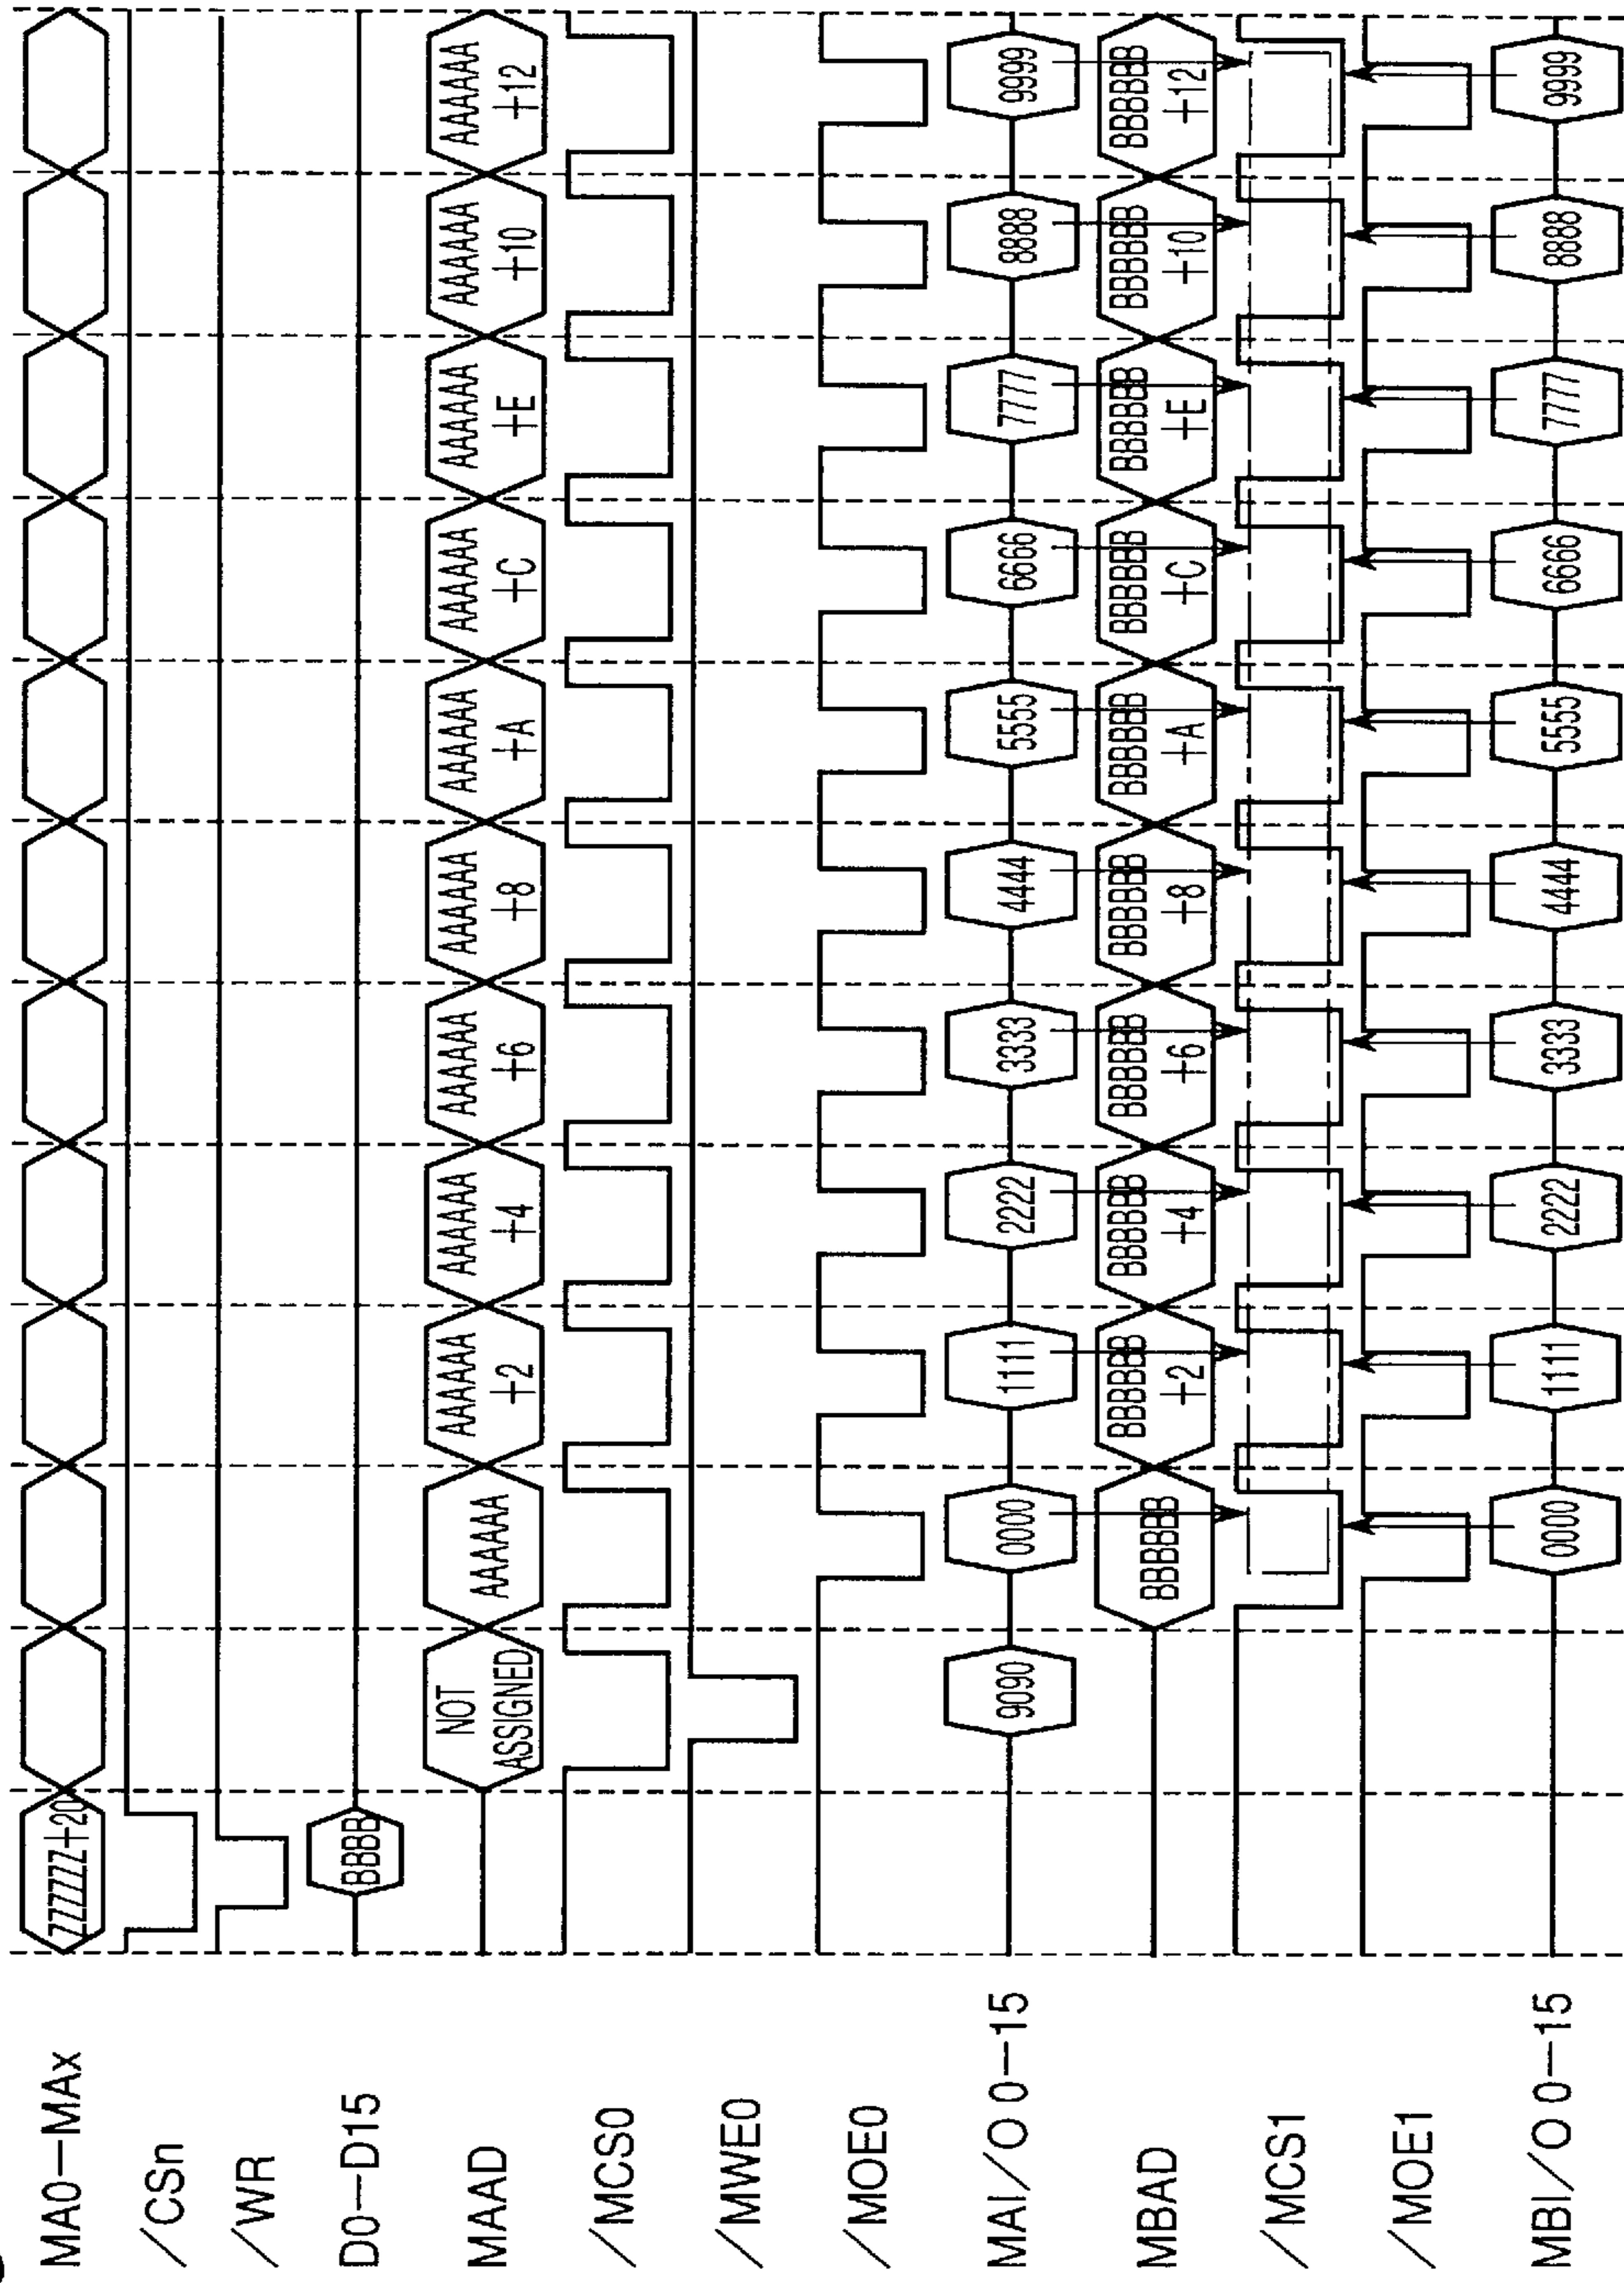 MA0-MAx
ZZZZZZ+20
/CSn
/WR
D0-D15
BBBB
MAAD
NOT
ASSIGNED
AAAAAA
AAAAAA
+2
AAAAAA
+4
AAAAAA
+6
AAAAAA
+8
AAAAAA
+A
AAAAAA
+C
AAAAAA
+E
AAAAAA
+10
AAAAAA
+12
/MCS0
/MWE0
/MOE0
MAI/O 0-15
9090
0000
1111
2222
3333
4444
5555
6666
7777
8888
9999
MBAD
BBBBBB
BBBBBB
+2
BBBBBB
+4
BBBBBB
+6
BBBBBB
+8
BBBBBB
+A
BBBBBB
+C
BBBBBB
+E
BBBBBB
+10
BBBBBB
+12
/MCS1
/MOE1
MBI/O 0-15
0000
1111
2222
3333
4444
5555
6666
7777
8888
9999